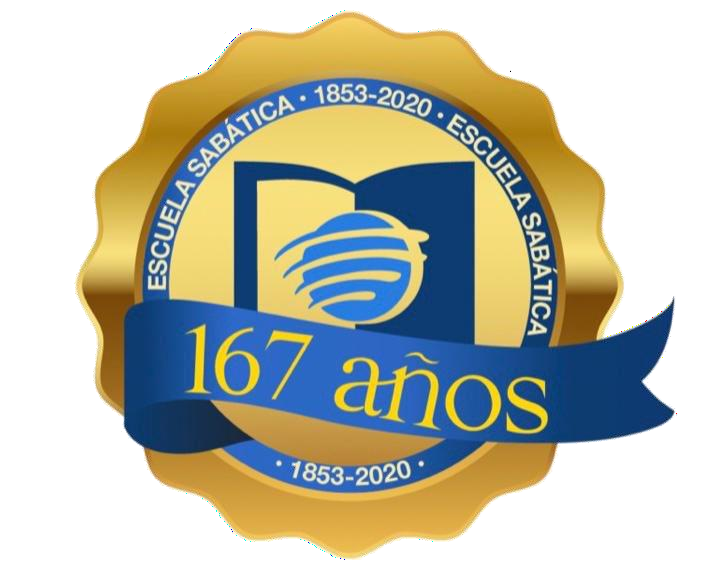 ESCUELA SABÁTICA · 1853-2020 · ESCUELA SABÁTICA
167 años
· 1853-2020 ·